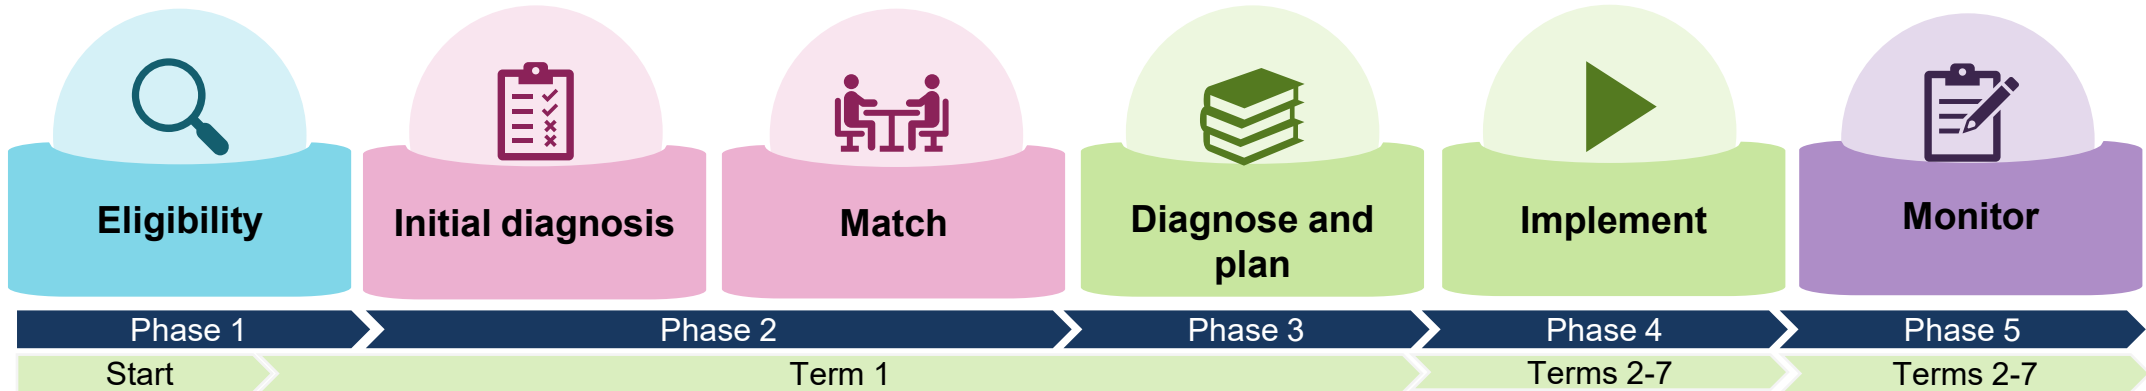 Eligibility
Initial diagnosis
Match
Diagnose and
plan
Implement
Monitor
Phase 1
Phase 2
Phase 3
Phase 4
Phase 5
Start
Term 1
Terms 2-7
Terms 2-7